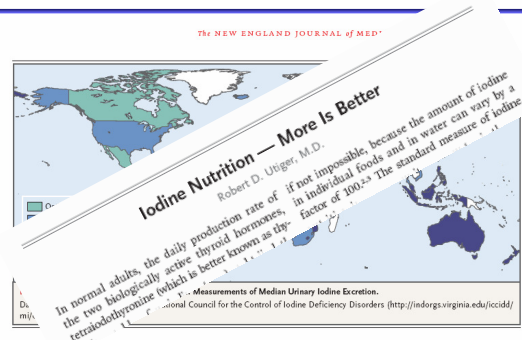 The NEW ENGLAND JOURNAL of MED
Iodine Nutrition — More Is Better
Robert D. Utiger, M.D.
In normal adults, the daily production rate of
the two biologically active thyroid hormones,
tetraiodothyronine (which is better known as thy-
if not impossible, because the amount of iodine
in individual foods and in water can vary by a
factor of 100.2,3 The standard measure of iodine
Measurements of Median Urinary Iodine Excretion.
Council for the Control of Iodine Deficiency Disorders (http://indorgs.virginia.edu/iccidd/
mi/